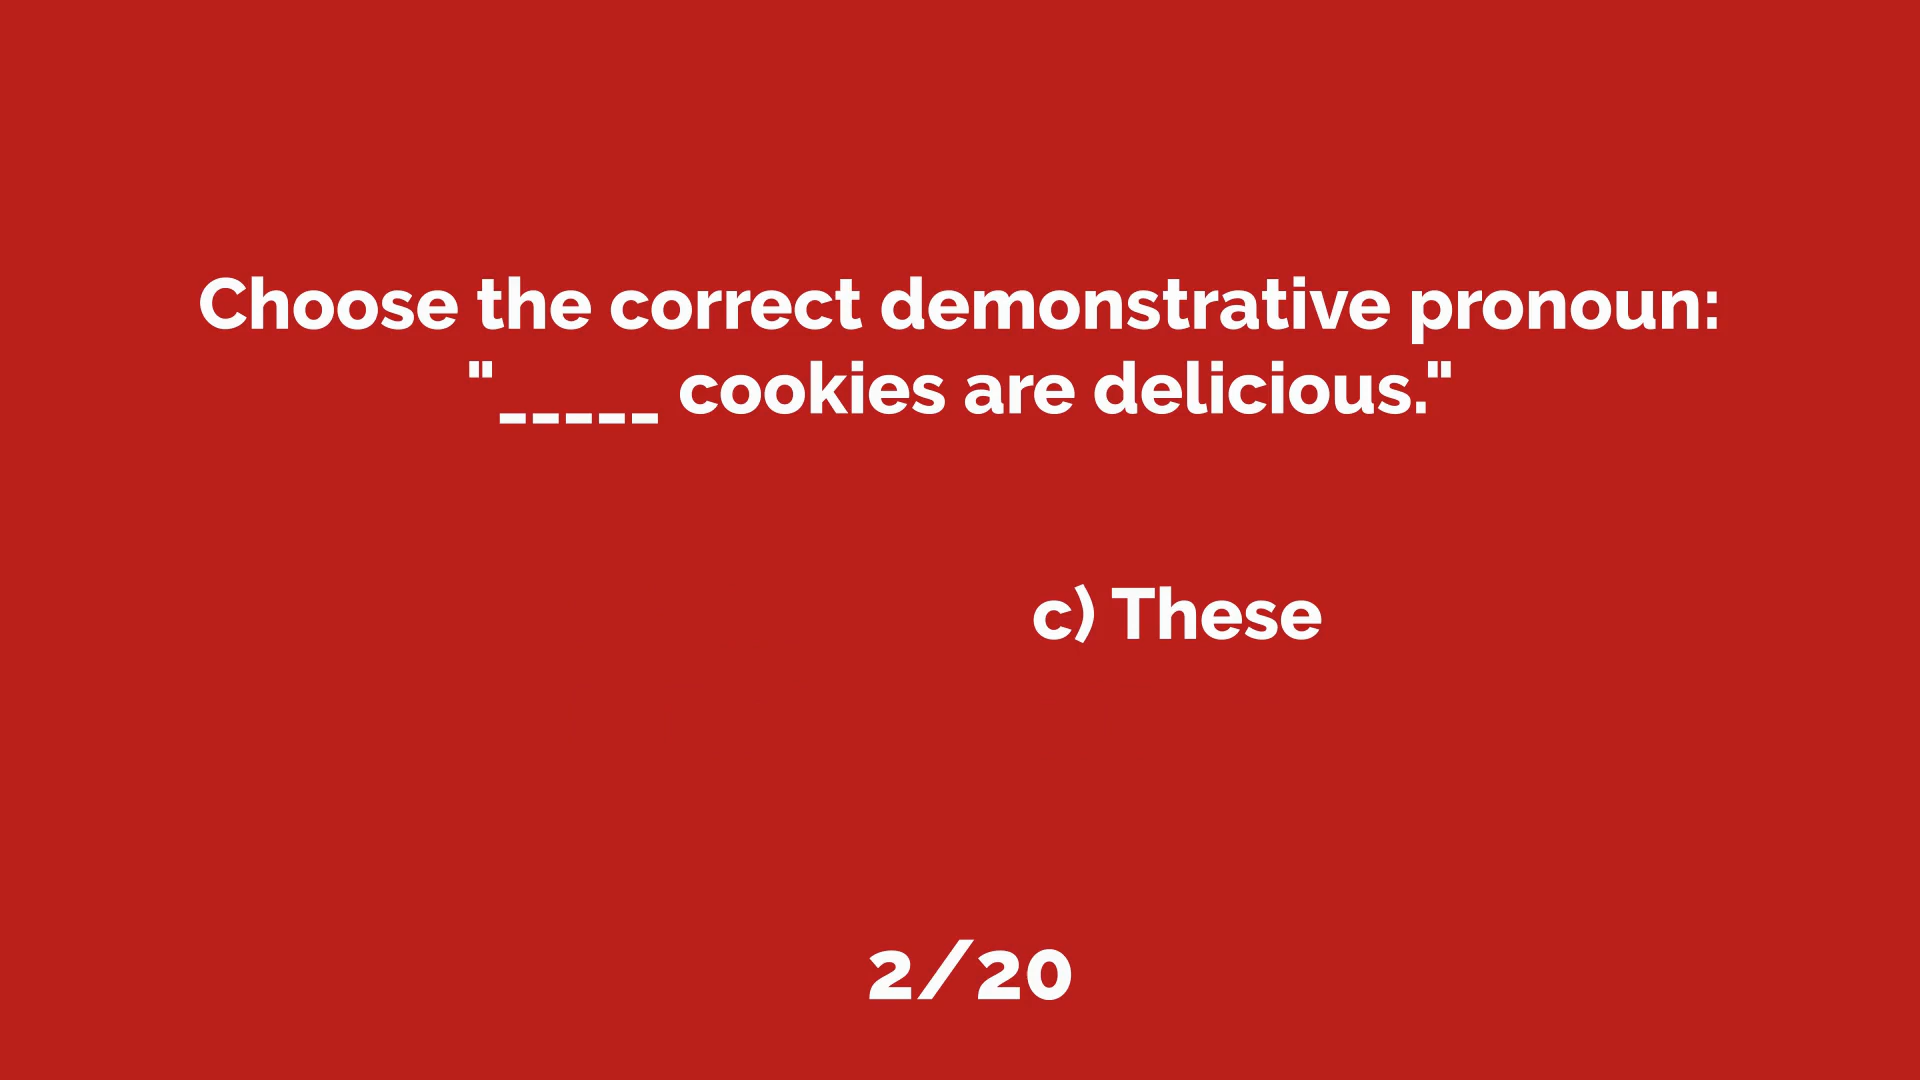 Choose the correct demonstrative pronoun:
"_____ cookies are delicious."
c) These
2/20